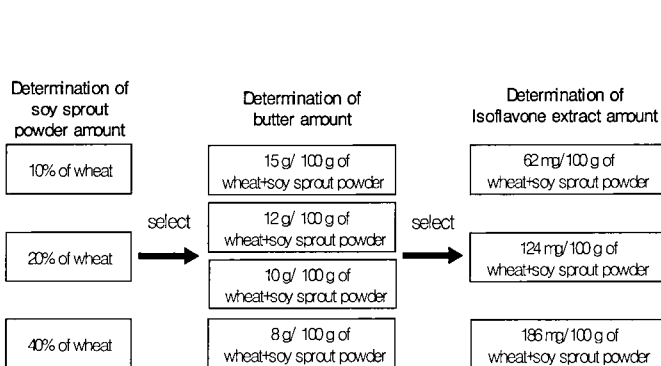 Determination of
soy sprout
powder amount
10% of wheat
20% of wheat
40% of wheat
select
Determination of
butter amount
15 g/ 100 g of
wheat+soy sprout powder
12 g/ 100 g of
wheat+soy sprout powder
10 g/ 100 g of
wheat+soy sprout powder
8 g/ 100 g of
wheat+soy sprout powder
select
Determination of
Isoflavone extract amount
62 mg/100 g of
wheat+soy sprout powder
124 mg/100 g of
wheat+soy sprout powder
186 mg/100 g of
wheat+soy sprout powder